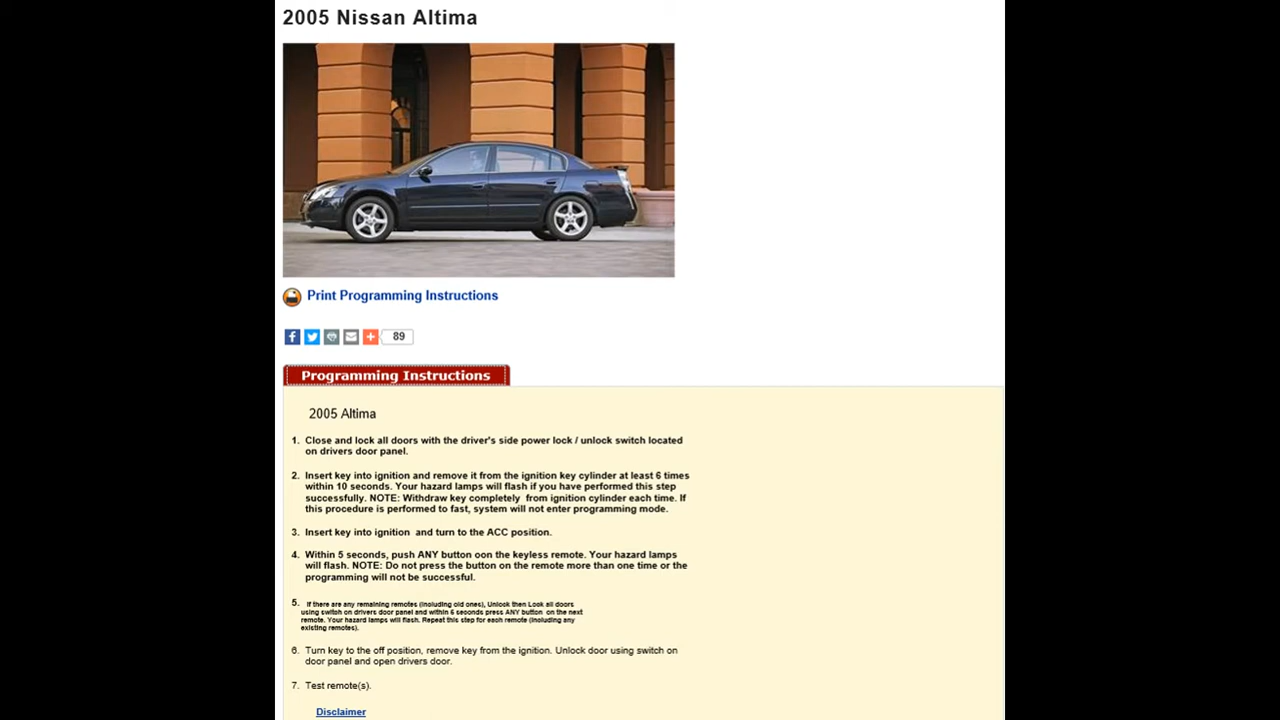 2005 Nissan Altima
Print Programming Instructions
89
Programming Instructions
2005 Altima
1. Close and lock all doors with the driver's side power lock / unlock switch located
on drivers door panel.
2. Insert key into ignition and remove it from the ignition key cylinder at least 6 times
within 10 seconds. Your hazard lamps will flash if you have performed this step
successfully. NOTE: Withdraw key completely from ignition cylinder each time. If
this procedure is performed to fast, system will not enter programming mode.
3. Insert key into ignition and turn to the ACC position.
4. Within 5 seconds, push ANY button oon the keyless remote. Your hazard lamps
will flash. NOTE: Do not press the button on the remote more than one time or the
programming will not be successful.
5. If there are any remaining remotes (including old ones), Unlock then Look all doors
using switch on drivers door panel and within 5 seconds press ANY button on the next
remote. Your hazard lamps will flash. Repeat this step for each remote (including any
existing remotes).
6. Turn key to the off position, remove key from the ignition. Unlock door using switch on
door panel and open drivers door.
7. Test remote(s).
Disclaimer